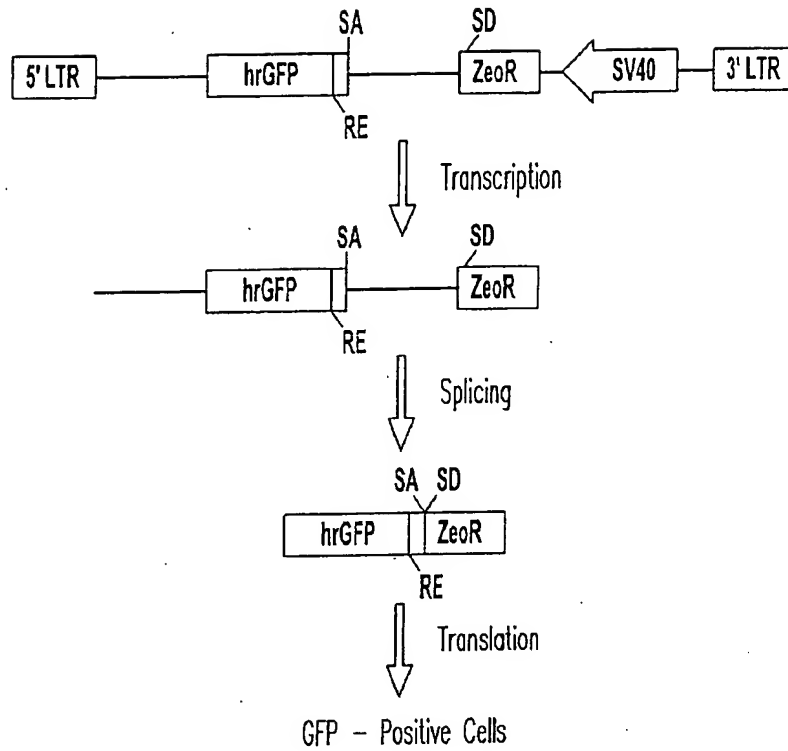 SA SD
5' LTR hrGFP ZeoR SV40 3' LTR
RE
Transcription
SA SD
hrGFP ZeoR
RE
Splicing
SA SD
hrGFP ZeoR
RE
Translation
GFP – Positive Cells